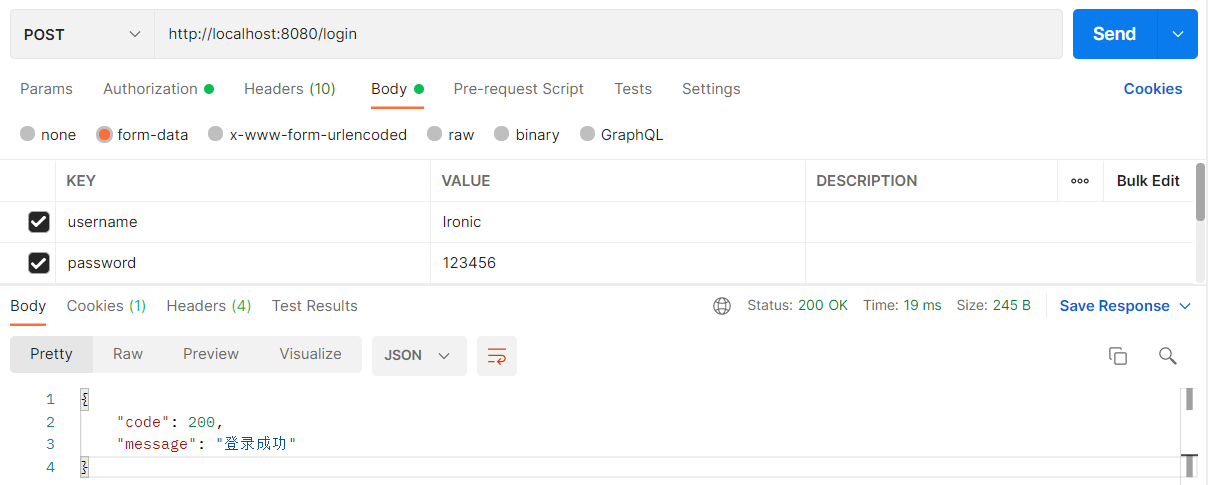 POST http://localhost:8080/login Send
Params Authorization Headers (10) Body Pre-request Script Tests Settings Cookies
none form-data x-www-form-urlencoded raw binary GraphQL
KEY VALUE DESCRIPTION ooo Bulk Edit
username Ironic
password 123456
Body Cookies (1) Headers (4) Test Results Status: 200 OK Time: 19 ms Size: 245 B Save Response
Pretty Raw Preview Visualize JSON
1 {
2 "code": 200,
3 "message": "登录成功"
4 }